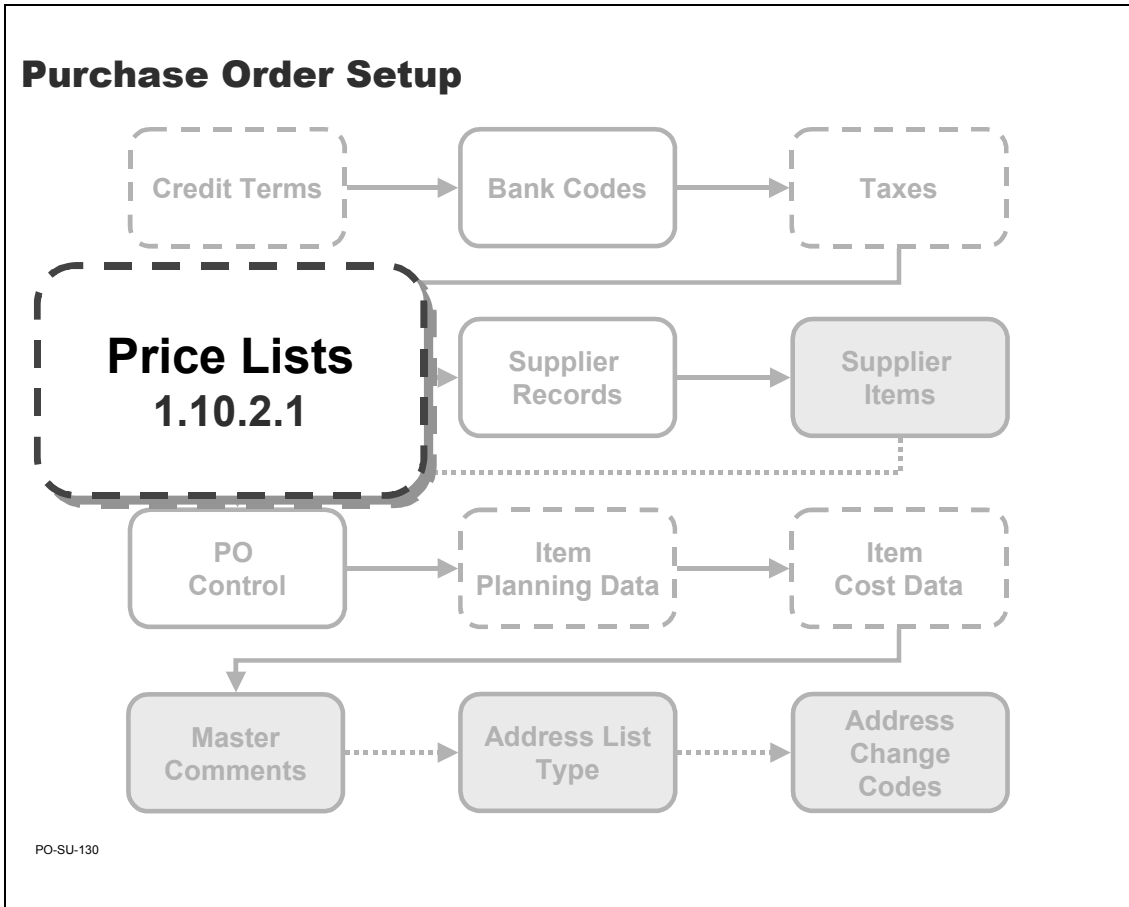 Purchase Order Setup
Credit Terms
Bank Codes
Taxes
Price Lists
1.10.2.1
Supplier
Records
Supplier
Items
PO
Control
Item
Planning Data
Item
Cost Data
Master
Comments
Address List
Type
Address
Change
Codes
PO-SU-130